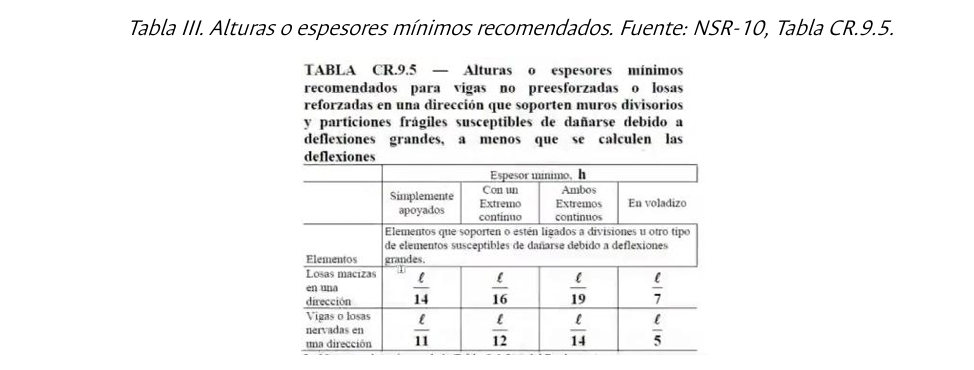 Tabla III. Alturas o espesores mínimos recomendados. Fuente: NSR-10, Tabla CR.9.5.
TABLA CR.9.5 — Alturas o espesores mínimos
recomendados para vigas no preesforzadas o losas
reforzadas en una dirección que soporten muros divisorios
y particiones frágiles susceptibles de dañarse debido a
deflexiones grandes, a menos que se calculen las
deflexiones
Espesor mínimo, h
Simplemente apoyados
Con un Extremo continuo
Ambos Extremos continuos
En voladizo
Elementos
Elementos que soporten o estén ligados a divisiones u otro tipo
de elementos susceptibles de dañarse debido a deflexiones
grandes.
Losas macizas en una dirección
ℓ/14 ℓ/16 ℓ/19 ℓ/7
Vigas o losas nervadas en una dirección
ℓ/11 ℓ/12 ℓ/14 ℓ/5